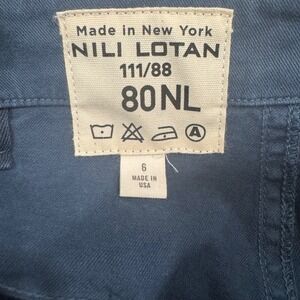 Made in New York
NILI LOTAN
111/88
80NL
A
6
MADE IN
USA